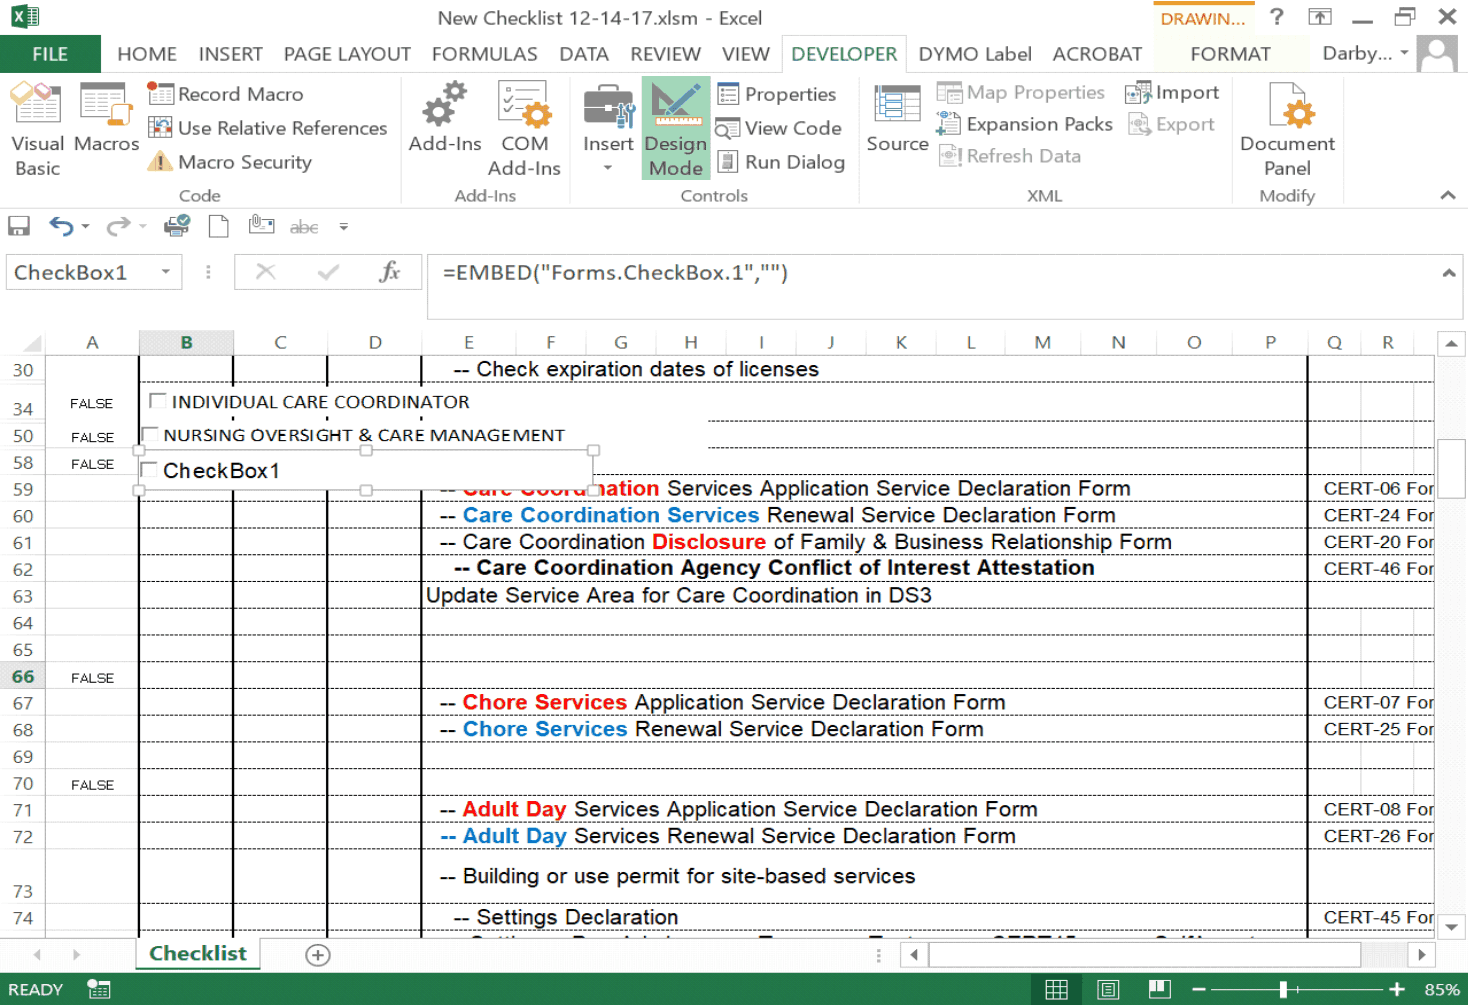 New Checklist 12-14-17.xlsm - Excel
DRAWIN...
?
FILE HOME INSERT PAGE LAYOUT FORMULAS DATA REVIEW VIEW DEVELOPER DYMO Label ACROBAT FORMAT Darby...
Visual Basic
Macros
Record Macro
Use Relative References
Macro Security
Code
Add-Ins
COM Add-Ins
Add-Ins
Insert
Design Mode
Properties
View Code
Run Dialog
Controls
Source
Map Properties
Expansion Packs
Refresh Data
Import
Export
XML
Document Panel
Modify
abc
CheckBox1
fx
=EMBED("Forms.CheckBox.1","")
A B C D E F G H I J K L M N O P Q R
30 -- Check expiration dates of licenses
34 FALSE INDIVIDUAL CARE COORDINATOR
50 FALSE NURSING OVERSIGHT & CARE MANAGEMENT
58 FALSE CheckBox1
59 -- Care Coordination Services Application Service Declaration Form CERT-06 For
60 -- Care Coordination Services Renewal Service Declaration Form CERT-24 For
61 -- Care Coordination Disclosure of Family & Business Relationship Form CERT-20 For
62 -- Care Coordination Agency Conflict of Interest Attestation CERT-46 For
63 Update Service Area for Care Coordination in DS3
64
65
66 FALSE
67 -- Chore Services Application Service Declaration Form CERT-07 For
68 -- Chore Services Renewal Service Declaration Form CERT-25 For
69
70 FALSE
71 -- Adult Day Services Application Service Declaration Form CERT-08 For
72 -- Adult Day Services Renewal Service Declaration Form CERT-26 For
73 -- Building or use permit for site-based services
74 -- Settings Declaration CERT-45 For
Checklist
READY
85%